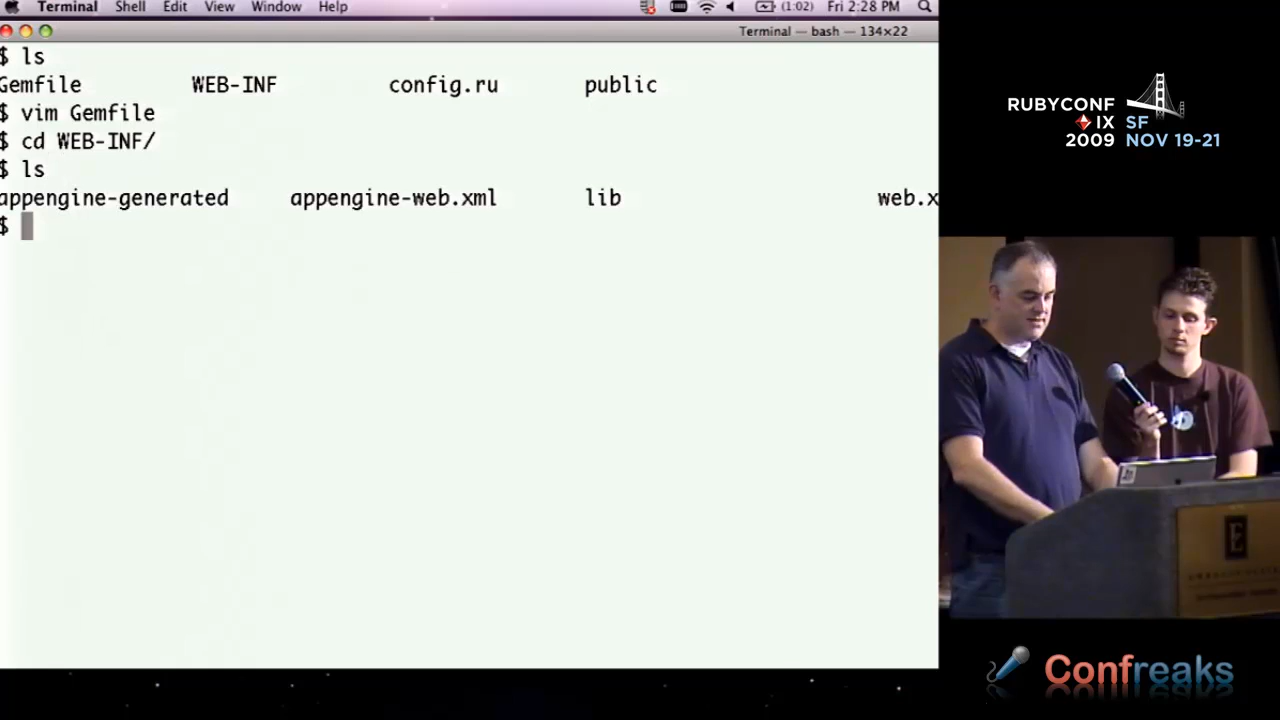 Terminal Shell Edit View Window Help (1:02) Fri 2:28 PM
Terminal — bash — 134×22
$ ls
Gemfile WEB-INF config.ru public
$ vim Gemfile
$ cd WEB-INF/
$ ls
appengine-generated appengine-web.xml lib web.x
$
RUBYCONF
IX SF
2009 NOV 19-21
E
Confreaks